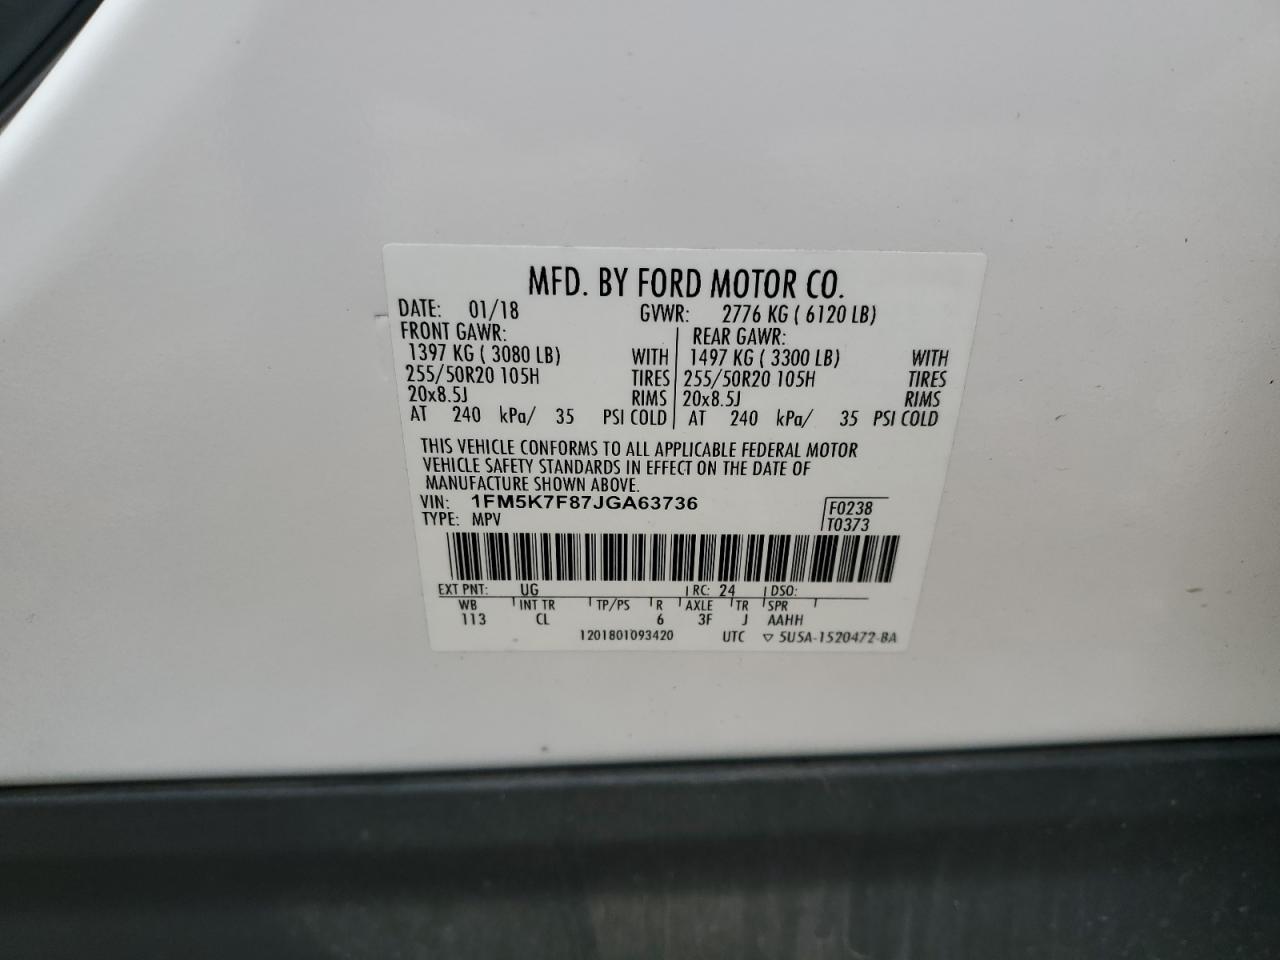 MFD. BY FORD MOTOR CO.
DATE: 01/18 GVWR: 2776 KG ( 6120 LB)
FRONT GAWR: REAR GAWR:
1397 KG ( 3080 LB) WITH 1497 KG ( 3300 LB) WITH
255/50R20 105H TIRES 255/50R20 105H TIRES
20x8.5J RIMS 20x8.5J RIMS
AT 240 kPa/ 35 PSI COLD AT 240 kPa/ 35 PSI COLD
THIS VEHICLE CONFORMS TO ALL APPLICABLE FEDERAL MOTOR
VEHICLE SAFETY STANDARDS IN EFFECT ON THE DATE OF
MANUFACTURE SHOWN ABOVE.
VIN: 1FM5K7F87JGA63736 F0238
TYPE: MPV T0373
EXT PNT: UG RC: 24 DSO:
WB INT TR TP/PS R AXLE TR SPR
113 CL 6 3F J AAHH
1201801093420 UTC ▽ 5U5A-1520472-BA